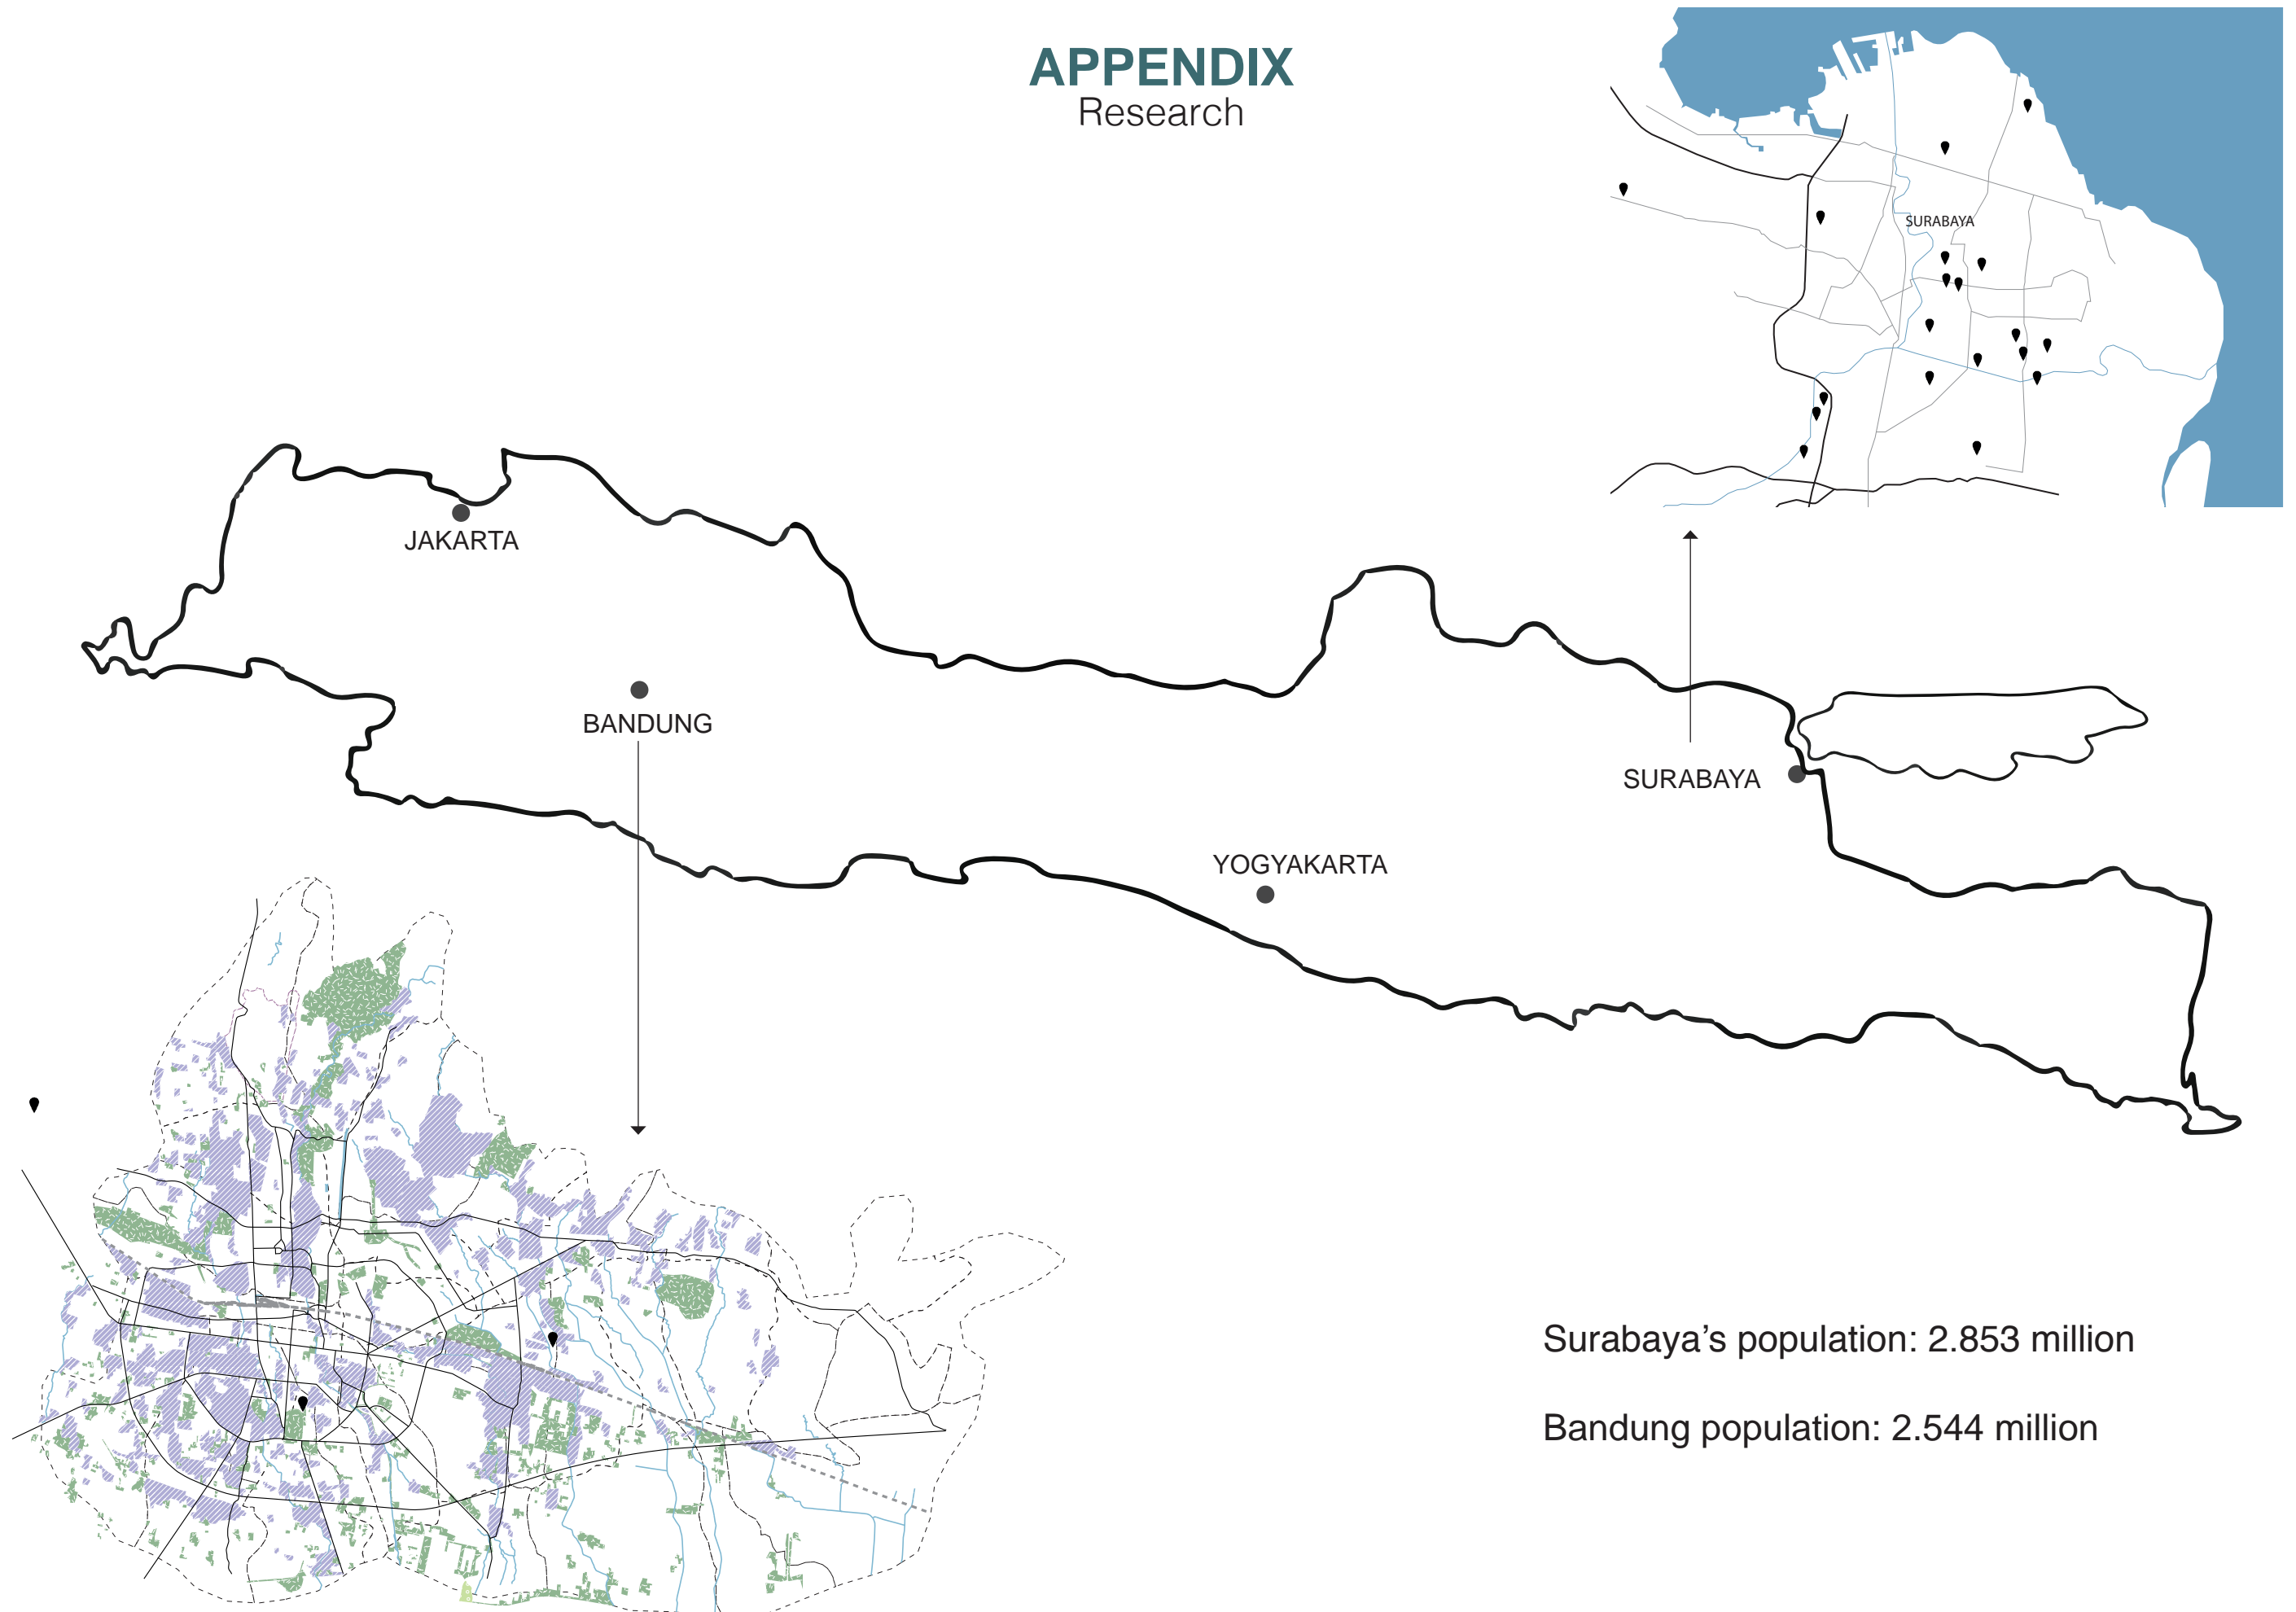 APPENDIX
Research
SURABAYA
JAKARTA
BANDUNG
SURABAYA
YOGYAKARTA
Surabaya’s population: 2.853 million
Bandung population: 2.544 million